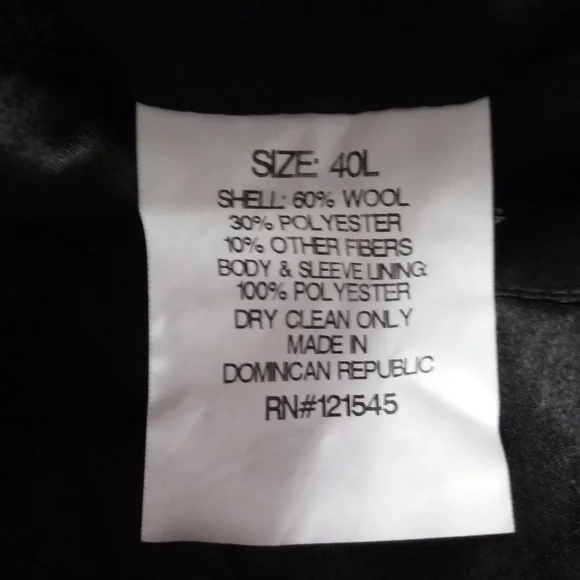 SIZE: 40L
SHELL: 60% WOOL
30% POLYESTER
10% OTHER FIBERS
BODY & SLEEVE LINING:
100% POLYESTER
DRY CLEAN ONLY
MADE IN
DOMINICAN REPUBLIC
RN#121545